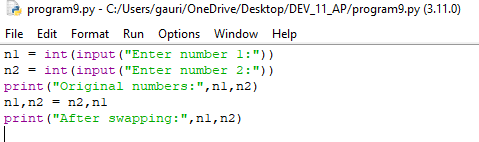 program9.py - C:/Users/gauri/OneDrive/Desktop/DEV_11_AP/program9.py (3.11.0)
File Edit Format Run Options Window Help
n1 = int(input("Enter number 1:"))
n2 = int(input("Enter number 2:"))
print("Original numbers:",n1,n2)
n1,n2 = n2,n1
print("After swapping:",n1,n2)